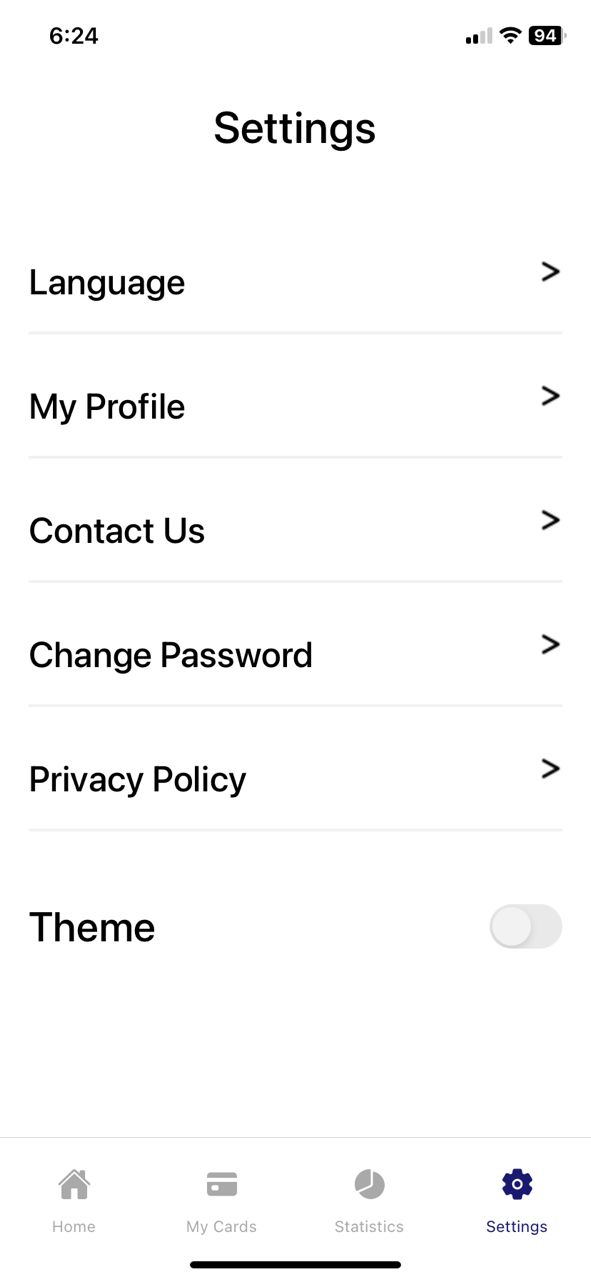 6:24
94
Settings
Language
>
My Profile
>
Contact Us
>
Change Password
>
Privacy Policy
>
Theme
Home My Cards Statistics Settings